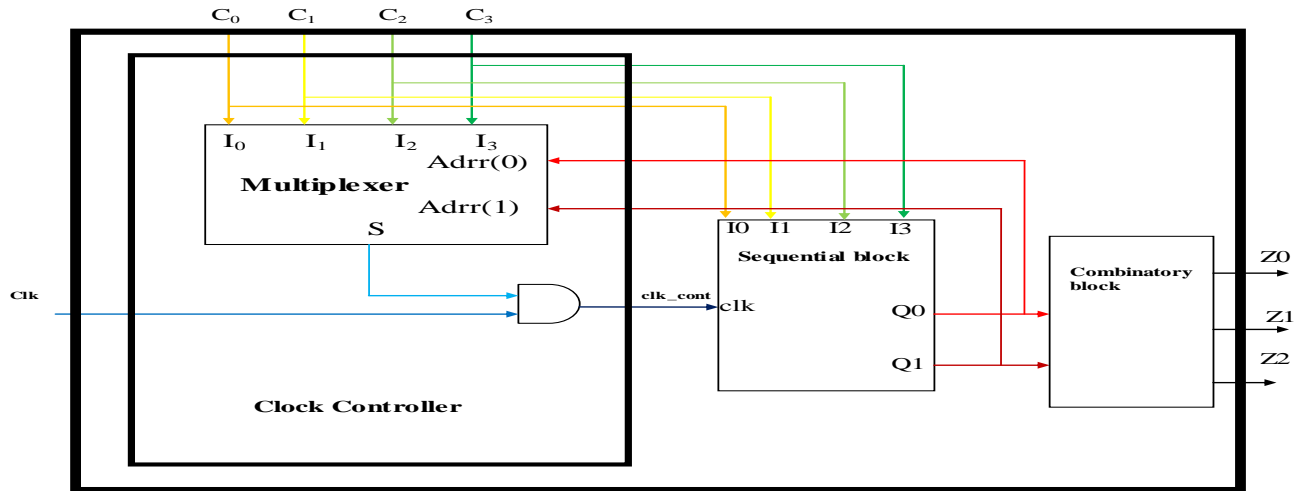 C0 C1 C2 C3
I0 I1 I2 I3
Adrr(0)
Multiplexer
Adrr(1)
S
I0 I1 I2 I3
Sequential block
Combinatory
block
Z0
Clk
clk_cont
clk
Q0
Z1
Q1
Z2
Clock Controller